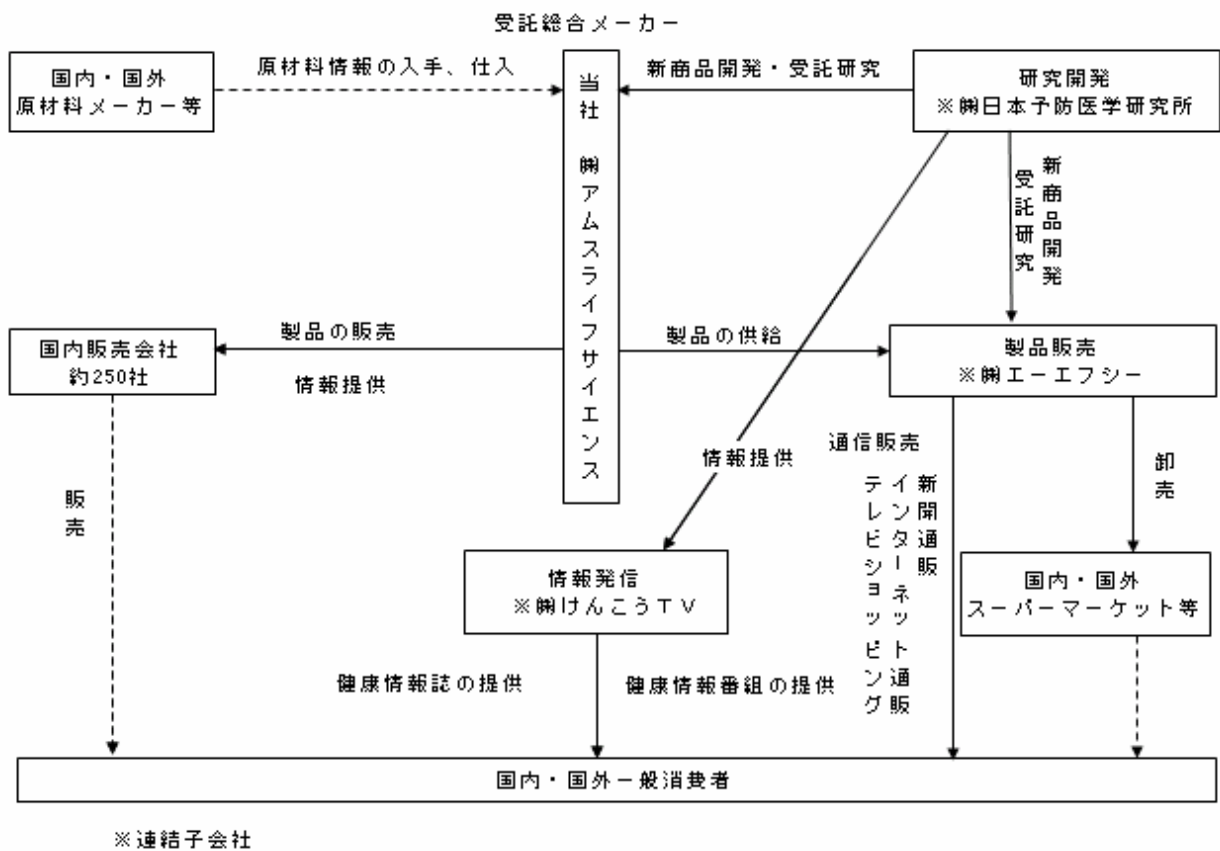 受託総合メーカー
国内・国外
原材料メーカー等
原材料情報の入手、仕入
当社 ㈱アムスライフサイエンス
新商品開発・受託研究
研究開発
※㈱日本予防医学研究所
新商品開発
受託研究
国内販売会社
約250社
製品の販売
情報提供
製品の供給
製品販売
※㈱エーエフシー
販売
情報提供
通信販売
新聞通販
インターネット通販
テレビショッピング
卸売
情報発信
※㈱けんこうTV
国内・国外
スーパーマーケット等
健康情報誌の提供
健康情報番組の提供
国内・国外一般消費者
※連結子会社